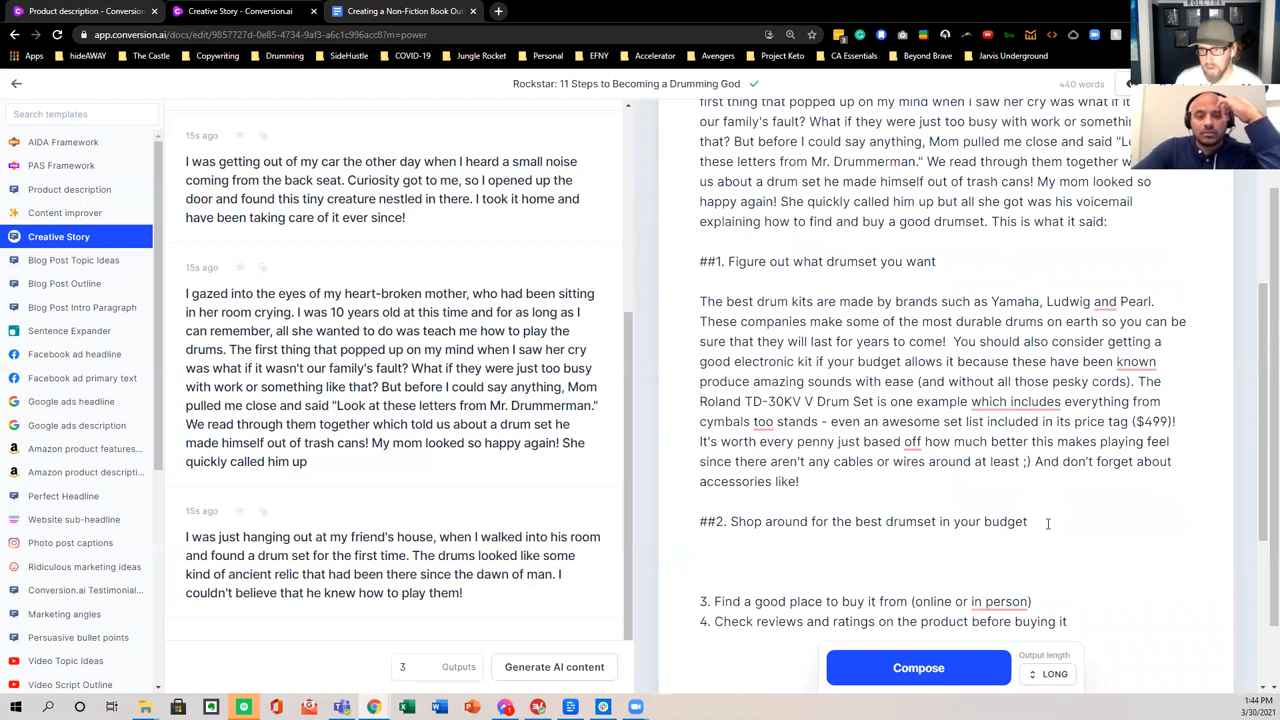 Product description - Conversion.ai
Creative Story - Conversion.ai
Creating a Non-Fiction Book Out
app.conversion.ai/docs/edit/9857727d-0e85-4734-9af3-a6c1c996acc8?m=power
Apps hideAWAY The Castle Copywriting Drumming SideHustle COVID-19 Jungle Rocket Personal EFNY Accelerator Avengers Project Keto CA Essentials Beyond Brave Jarvis Underground
Rockstar: 11 Steps to Becoming a Drumming God
440 words
Search templates
AIDA Framework
PAS Framework
Product description
Content improver
Creative Story
Blog Post Topic Ideas
Blog Post Outline
Blog Post Intro Paragraph
Sentence Expander
Facebook ad headline
Facebook ad primary text
Google ads headline
Google ads description
Amazon product features...
Amazon product descripti...
Perfect Headline
Website sub-headline
Photo post captions
Ridiculous marketing ideas
Conversion.ai Testimonial...
Marketing angles
Persuasive bullet points
Video Topic Ideas
Video Script Outline
15s ago
I was getting out of my car the other day when I heard a small noise
coming from the back seat. Curiosity got to me, so I opened up the
door and found this tiny creature nestled in there. I took it home and
have been taking care of it ever since!
15s ago
I gazed into the eyes of my heart-broken mother, who had been sitting
in her room crying. I was 10 years old at this time and for as long as I
can remember, all she wanted to do was teach me how to play the
drums. The first thing that popped up on my mind when I saw her cry
was what if it wasn't our family's fault? What if they were just too busy
with work or something like that? But before I could say anything, Mom
pulled me close and said "Look at these letters from Mr. Drummerman."
We read through them together which told us about a drum set he
made himself out of trash cans! My mom looked so happy again! She
quickly called him up
15s ago
I was just hanging out at my friend's house, when I walked into his room
and found a drum set for the first time. The drums looked like some
kind of ancient relic that had been there since the dawn of man. I
couldn't believe that he knew how to play them!
3 Outputs
Generate AI content
first thing that popped up on my mind when I saw her cry was what if it
our family's fault? What if they were just too busy with work or somethin
that? But before I could say anything, Mom pulled me close and said "L
these letters from Mr. Drummerman." We read through them together w
us about a drum set he made himself out of trash cans! My mom looked so
happy again! She quickly called him up but all she got was his voicemail
explaining how to find and buy a good drumset. This is what it said:
##1. Figure out what drumset you want
The best drum kits are made by brands such as Yamaha, Ludwig and Pearl.
These companies make some of the most durable drums on earth so you can be
sure that they will last for years to come! You should also consider getting a
good electronic kit if your budget allows it because these have been known
produce amazing sounds with ease (and without all those pesky cords). The
Roland TD-30KV V Drum Set is one example which includes everything from
cymbals too stands - even an awesome set list included in its price tag ($499)!
It's worth every penny just based off how much better this makes playing feel
since there aren't any cables or wires around at least ;) And don't forget about
accessories like!
##2. Shop around for the best drumset in your budget
3. Find a good place to buy it from (online or in person)
4. Check reviews and ratings on the product before buying it
Compose
Output length
LONG
1:44 PM
3/30/2021